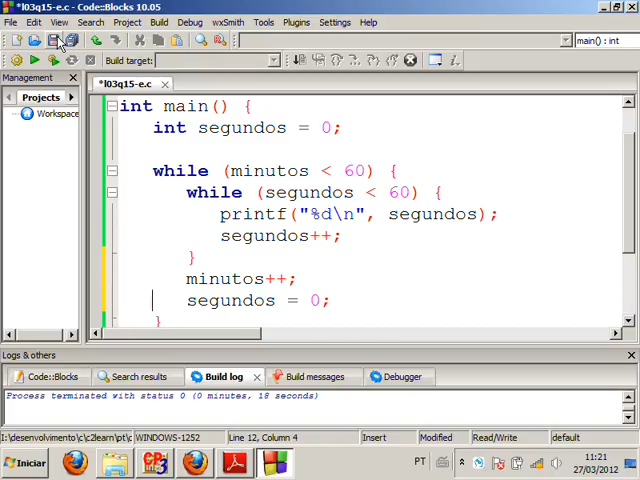 *l03q15-e.c - Code::Blocks 10.05
File Edit View Search Project Build Debug wxSmith Tools Plugins Settings Help
main() : int
Build target:
Management
Projects
Workspace
*l03q15-e.c
int main() {
int segundos = 0;
while (minutos < 60) {
while (segundos < 60) {
printf("%d\n", segundos);
segundos++;
}
minutos++;
segundos = 0;
}
Logs & others
Code::Blocks Search results Build log Build messages Debugger
Process terminated with status 0 (0 minutes, 18 seconds)
I:\desenvolvimento\c\c2learn\pt\c WINDOWS-1252 Line 12, Column 4 Insert Modified Read/Write default
Iniciar
PT
11:21
27/03/2012